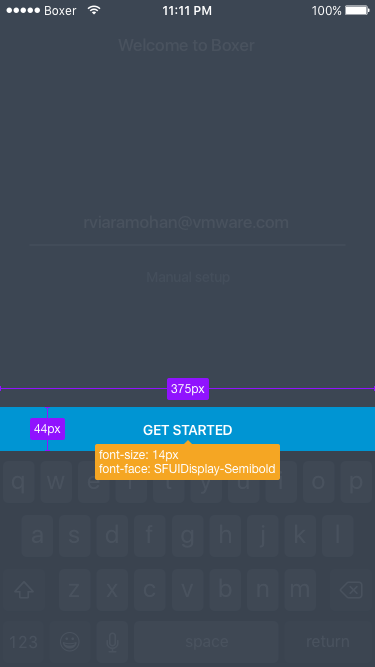 Boxer 11:11 PM 100%
Welcome to Boxer
rviaramohan@vmware.com
Manual setup
375px
44px
GET STARTED
font-size: 14px
font-face: SFUIDisplay-Semibold
q w e r t y u i o p
a s d f g h j k l
z x c v b n m
123 space return